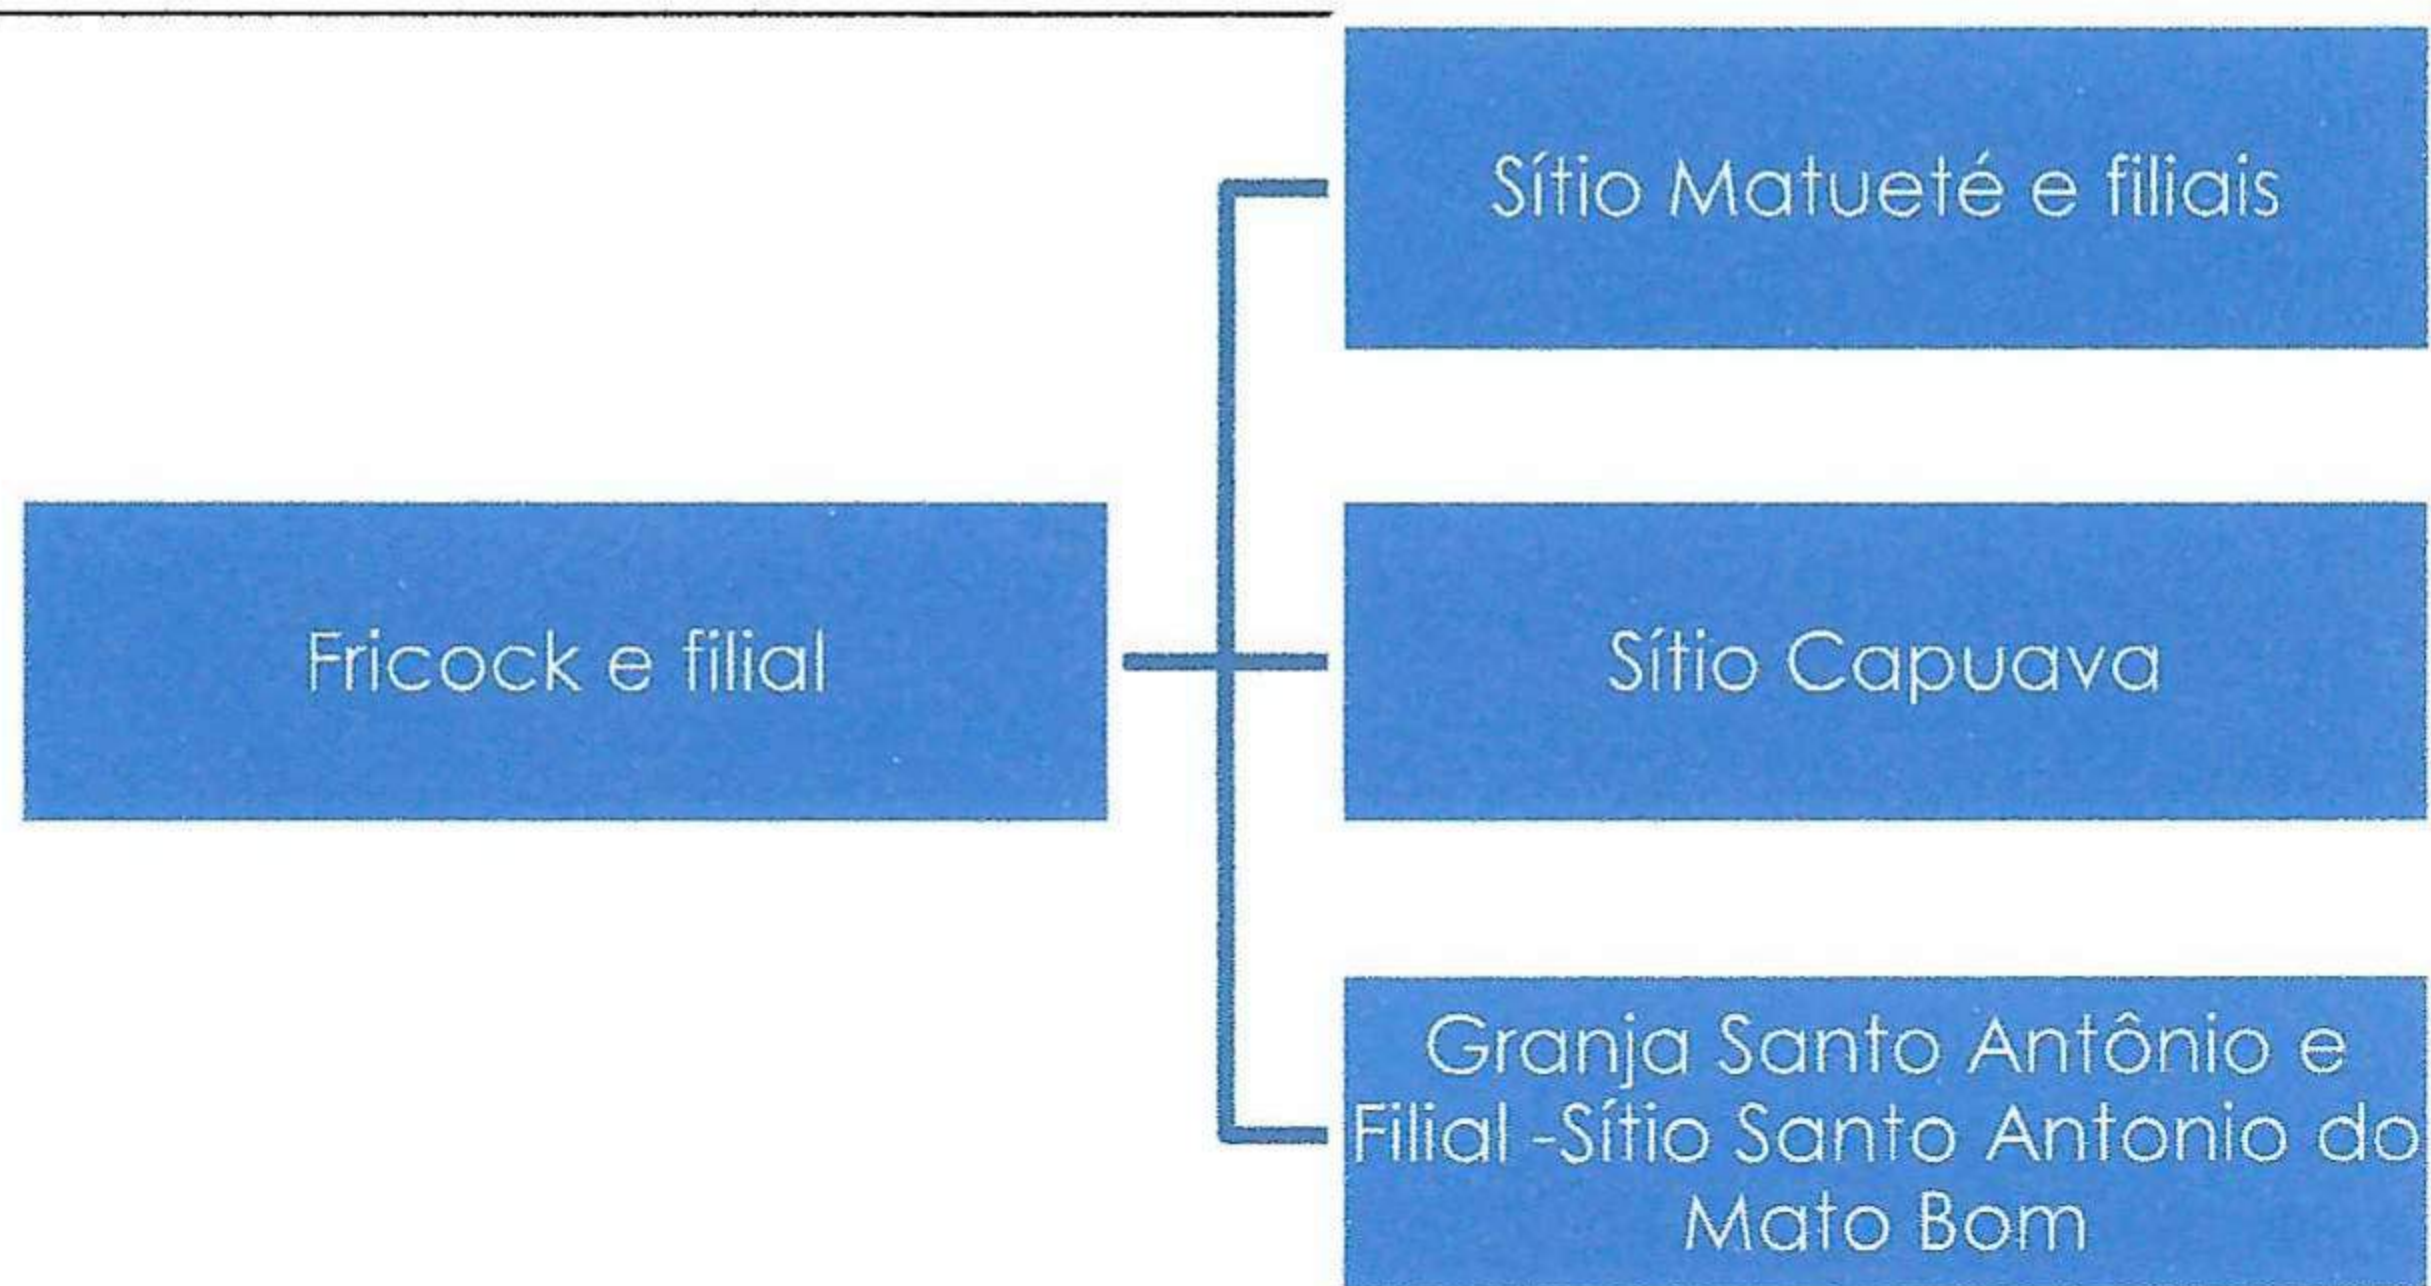 Sítio Matueté e filiais
Fricock e filial
Sítio Capuava
Granja Santo Antônio e
Filial -Sítio Santo Antonio do
Mato Bom